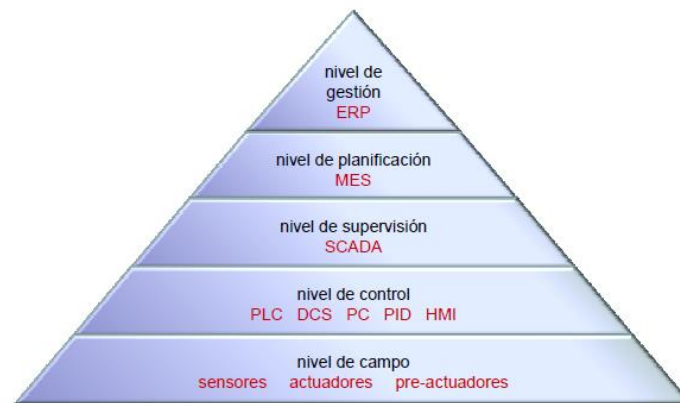 nivel de
gestión
ERP
nivel de planificación
MES
nivel de supervisión
SCADA
nivel de control
PLC DCS PC PID HMI
nivel de campo
sensores actuadores pre-actuadores